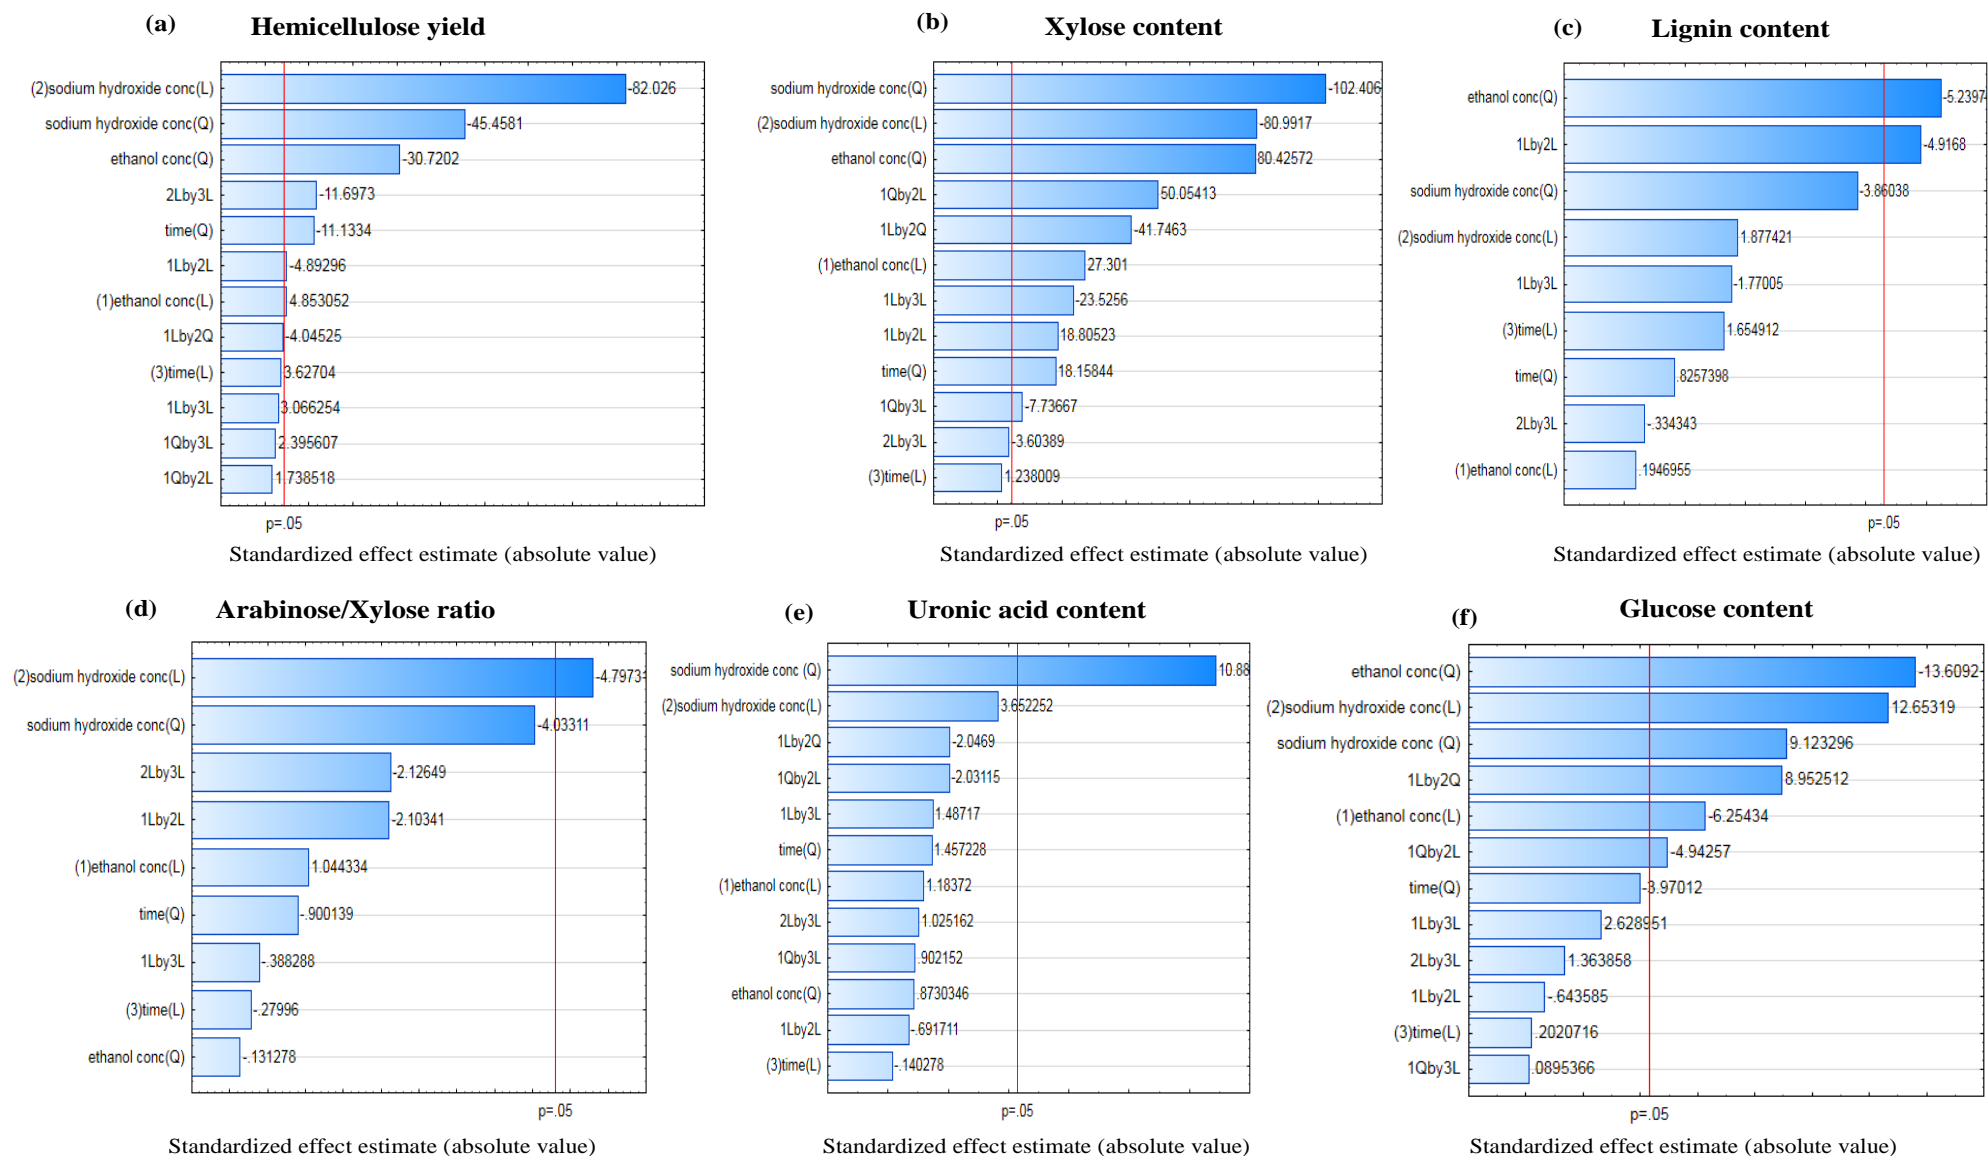 (a) Hemicellulose yield
(2)sodium hydroxide conc(L) -82.026
sodium hydroxide conc(Q) -45.4581
ethanol conc(Q) -30.7202
2Lby3L -11.6973
time(Q) -11.1334
1Lby2L -4.89296
(1)ethanol conc(L) 4.853052
1Lby2Q -4.04525
(3)time(L) 3.62704
1Lby3L 3.066254
1Qby3L 2.395607
1Qby2L 1.738518
p=.05
Standardized effect estimate (absolute value)
(b) Xylose content
sodium hydroxide conc(Q) -102.406
(2)sodium hydroxide conc(L) -80.9917
ethanol conc(Q) 80.42572
1Qby2L 50.05413
1Lby2Q -41.7463
(1)ethanol conc(L) 27.301
1Lby3L -23.5256
1Lby2L 18.80523
time(Q) 18.15844
1Qby3L -7.73667
2Lby3L -3.60389
(3)time(L) 1.238009
p=.05
Standardized effect estimate (absolute value)
(c) Lignin content
ethanol conc(Q) -5.2397
1Lby2L -4.9168
sodium hydroxide conc(Q) -3.86038
(2)sodium hydroxide conc(L) 1.877421
1Lby3L -1.77005
(3)time(L) 1.654912
time(Q) .8257398
2Lby3L -.334343
(1)ethanol conc(L) .1946955
p=.05
Standardized effect estimate (absolute value)
(d) Arabinose/Xylose ratio
(2)sodium hydroxide conc(L) -4.7973
sodium hydroxide conc(Q) -4.03311
2Lby3L -2.12649
1Lby2L -2.10341
(1)ethanol conc(L) 1.044334
time(Q) -.900139
1Lby3L -.388288
(3)time(L) -.27996
ethanol conc(Q) -.131278
p=.05
Standardized effect estimate (absolute value)
(e) Uronic acid content
sodium hydroxide conc (Q) 10.88
(2)sodium hydroxide conc(L) 3.652252
1Lby2Q -2.0469
1Qby2L -2.03115
1Lby3L 1.48717
time(Q) 1.457228
(1)ethanol conc(L) 1.18372
2Lby3L 1.025162
1Qby3L .902152
ethanol conc(Q) .8730346
1Lby2L -.691711
(3)time(L) -.140278
p=.05
Standardized effect estimate (absolute value)
(f) Glucose content
ethanol conc(Q) -13.6092
(2)sodium hydroxide conc(L) 12.65319
sodium hydroxide conc (Q) 9.123296
1Lby2Q 8.952512
(1)ethanol conc(L) -6.25434
1Qby2L -4.94257
time(Q) -3.97012
1Lby3L 2.628951
2Lby3L 1.363858
1Lby2L -.643585
(3)time(L) .2020716
1Qby3L .0895366
p=.05
Standardized effect estimate (absolute value)